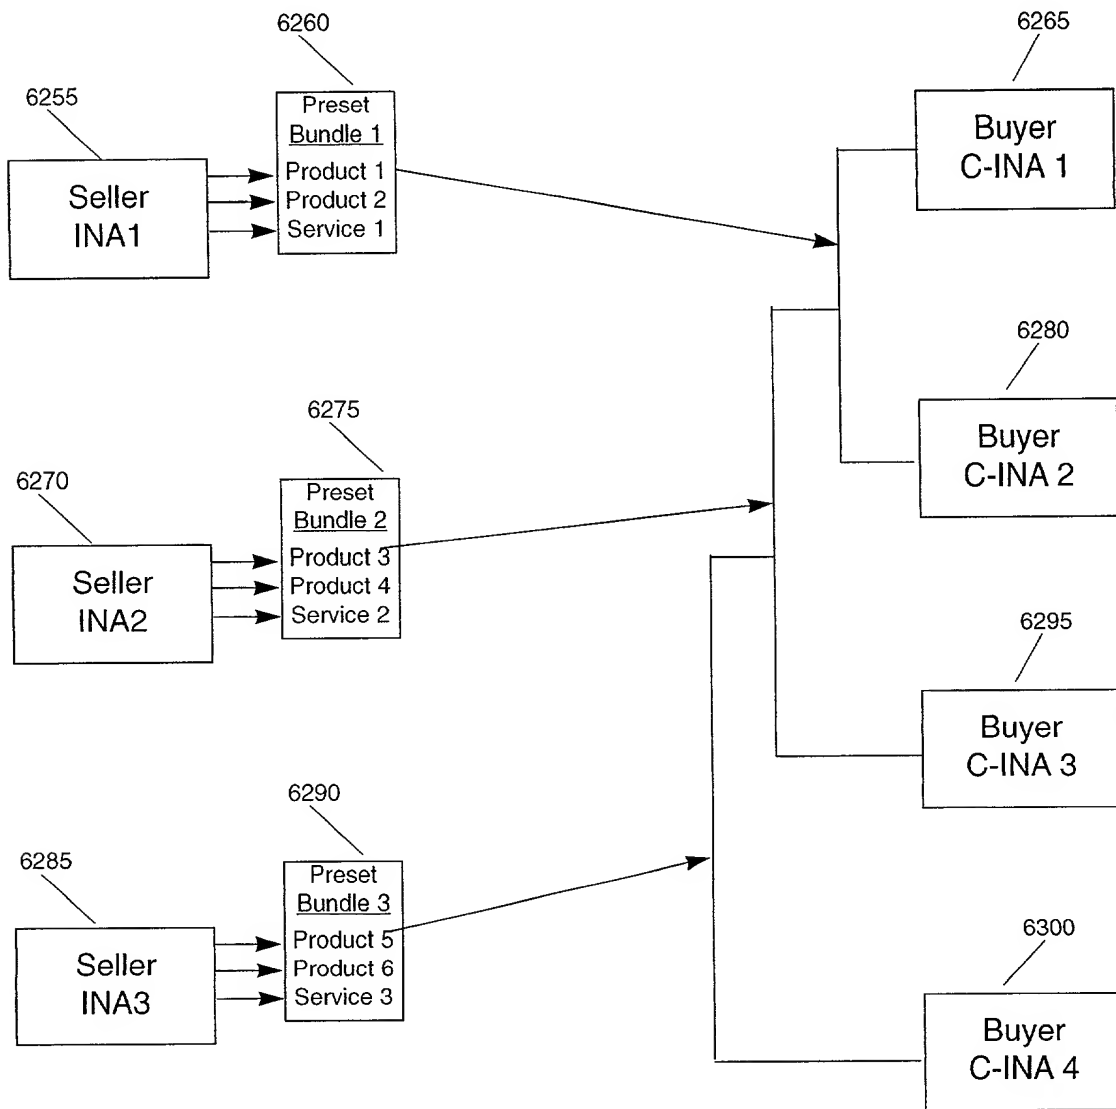 6260
6265
6255
Preset
Bundle 1
Product 1
Product 2
Service 1
Seller
INA1
Buyer
C-INA 1
6280
6275
6270
Preset
Bundle 2
Product 3
Product 4
Service 2
Seller
INA2
Buyer
C-INA 2
6295
6290
6285
Preset
Bundle 3
Product 5
Product 6
Service 3
Seller
INA3
Buyer
C-INA 3
6300
Buyer
C-INA 4